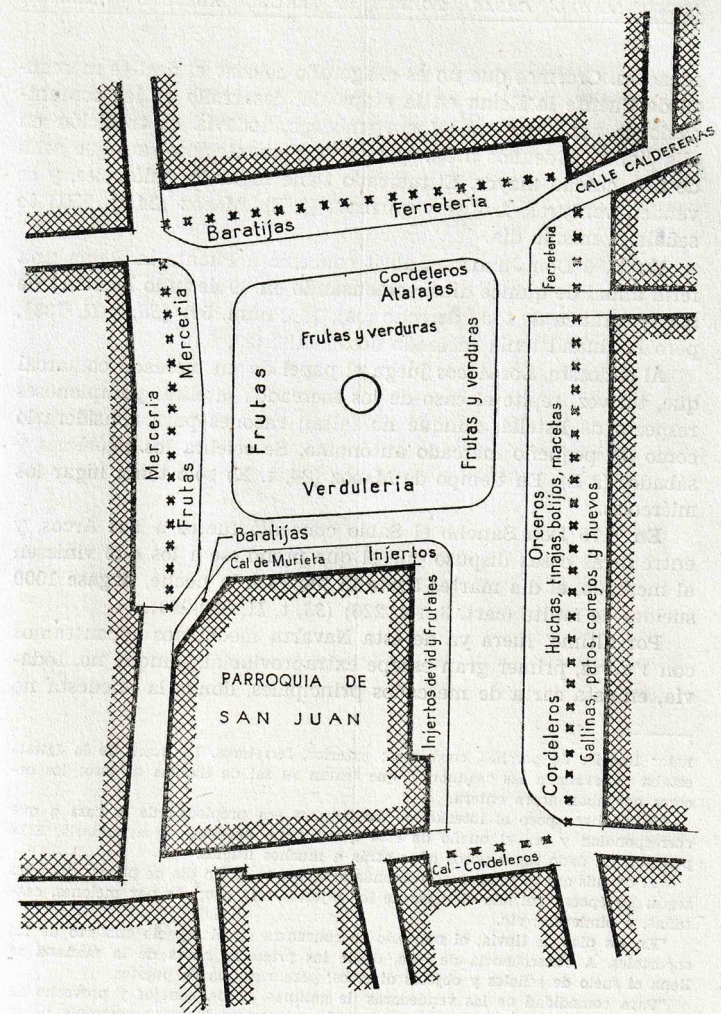 CALLE CALDERERIAS
Baratijas
Ferreteria
Ferreteria
Merceria
Merceria
Frutas
Frutas
Cordeleros
Atalajes
Frutas y verduras
Frutas y verduras
Verduleria
Baratijas
Cal de Murieta
Injertos
Injertos de vid y frutales
PARROQUIA DE
SAN JUAN
Orceros
Cordeleros
Huchas, tinajas, botijos, macetas
Gallinas, patos, conejos y huevos
Cal - Cordeleros